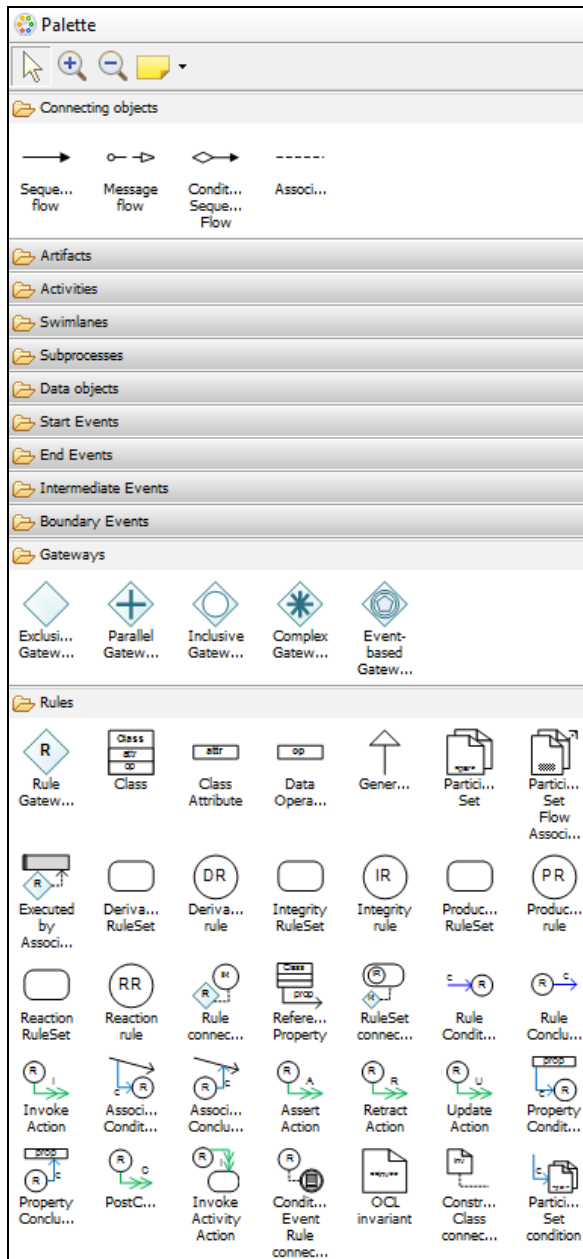 Palette
Connecting objects
Seque... Message Condit... Associ...
flow flow Seque...
Flow
Artifacts
Activities
Swimlanes
Subprocesses
Data objects
Start Events
End Events
Intermediate Events
Boundary Events
Gateways
Exclusi... Parallel Inclusive Complex Event-
Gatew... Gatew... Gatew... Gatew... based
Gatew...
Rules
R Class attr op attr op
Rule Class Class Data Gener... Partici... Partici...
Gatew... Attribute Opera... Set Set
Flow
Associ...
R DR IR PR
Executed Deriva... Deriva... Integrity Integrity Produc... Produc...
by RuleSet rule RuleSet rule RuleSet rule
Associ...
RR R IR Class prop IR R C R R C
Reaction Reaction Rule Refere... RuleSet Rule Rule
RuleSet rule connec... Property connec... Condit... Conclu...
R I C R R C R A R R R U prop C R
Invoke Associ... Associ... Assert Retract Update Property
Action Condit... Conclu... Action Action Action Condit...
prop R C R C R I R inv C
Property PostC... Invoke Condit... OCL Constr... Partici...
Conclu... Activity Event invariant Class Set
Action Rule connec... condition
connec...